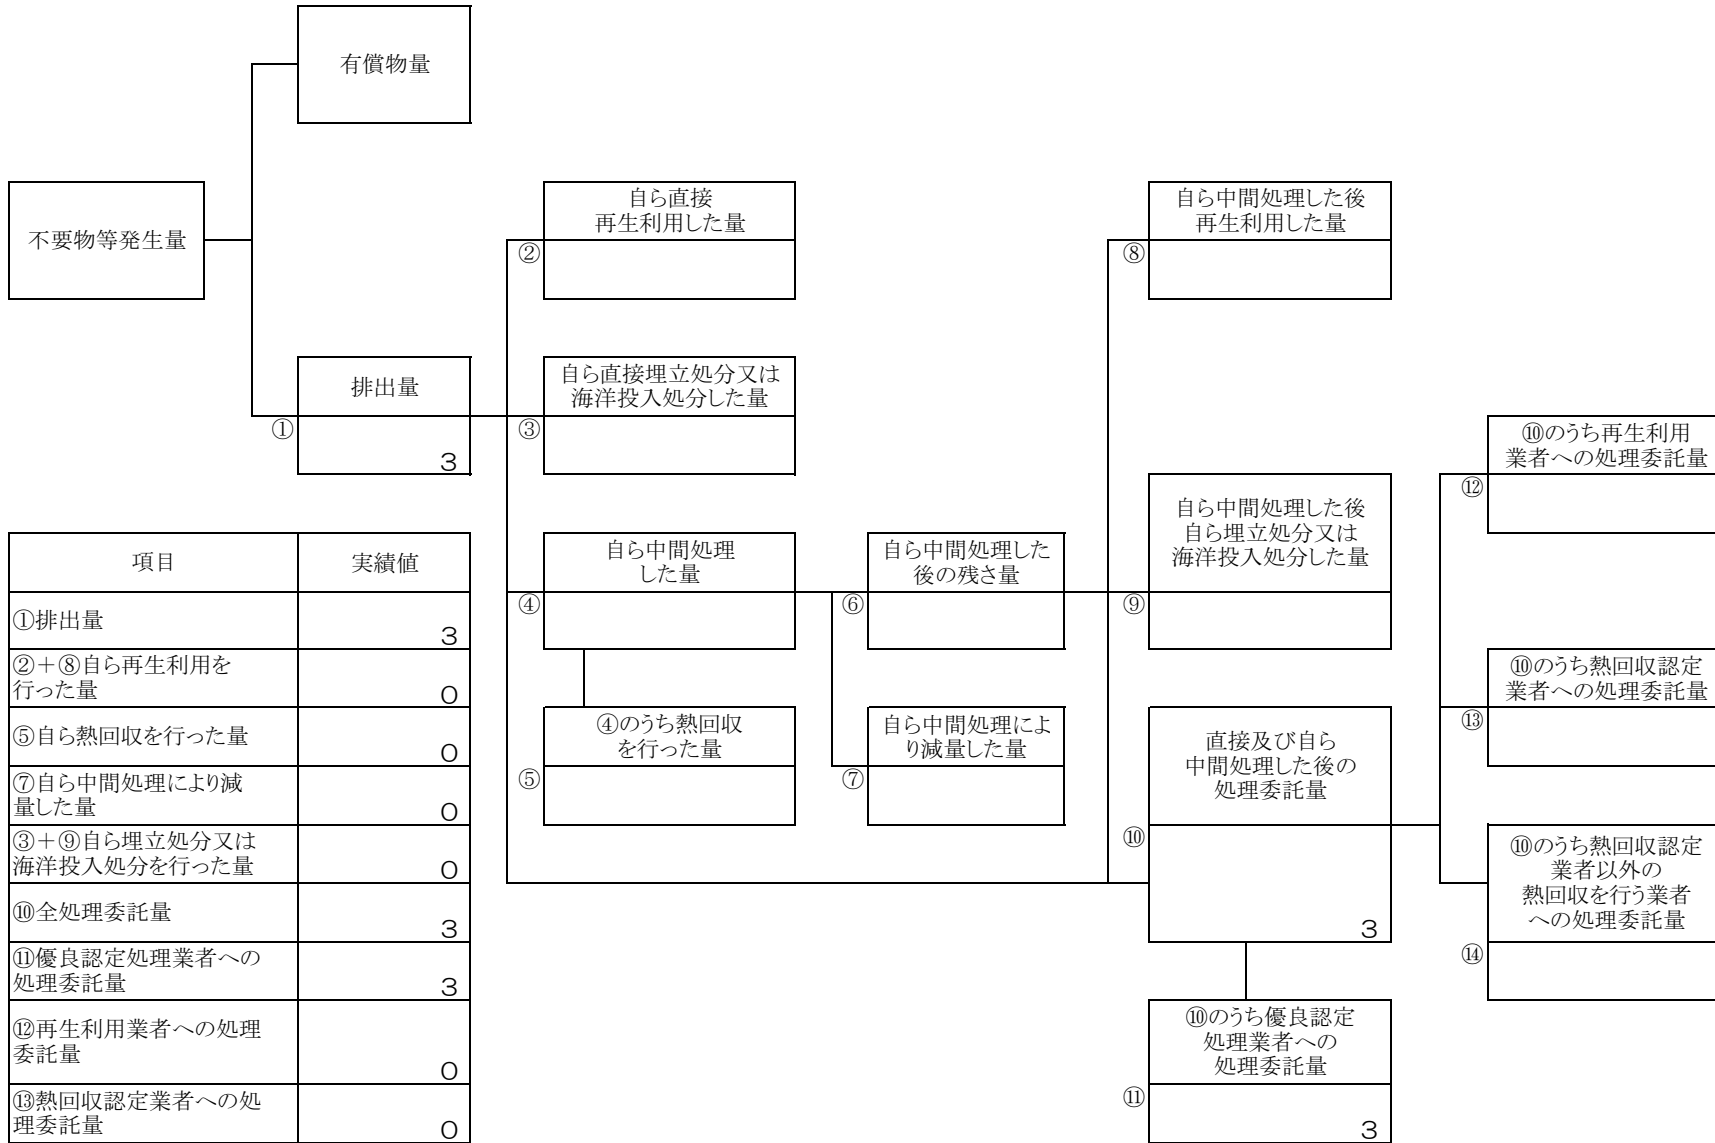 有償物量
不要物等発生量
自ら直接
再生利用した量
②
自ら中間処理した後
再生利用した量
⑧
排出量
①
3
自ら直接埋立処分又は
海洋投入処分した量
③
⑩のうち再生利用
業者への処理委託量
⑫
自ら中間処理
した量
④
自ら中間処理した
後の残さ量
⑥
自ら中間処理した後
自ら埋立処分又は
海洋投入処分した量
⑨
④のうち熱回収
を行った量
⑤
自ら中間処理によ
り減量した量
⑦
直接及び自ら
中間処理した後の
処理委託量
⑩
3
⑩のうち熱回収認定
業者への処理委託量
⑬
⑩のうち熱回収認定
業者以外の
熱回収を行う業者
への処理委託量
⑭
⑩のうち優良認定
処理業者への
処理委託量
⑪
3
項目 実績値
①排出量 3
②+⑧自ら再生利用を
行った量 0
⑤自ら熱回収を行った量 0
⑦自ら中間処理により減
量した量 0
③+⑨自ら埋立処分又は
海洋投入処分を行った量 0
⑩全処理委託量 3
⑪優良認定処理業者への
処理委託量 3
⑫再生利用業者への処理
委託量 0
⑬熱回収認定業者への処
理委託量 0